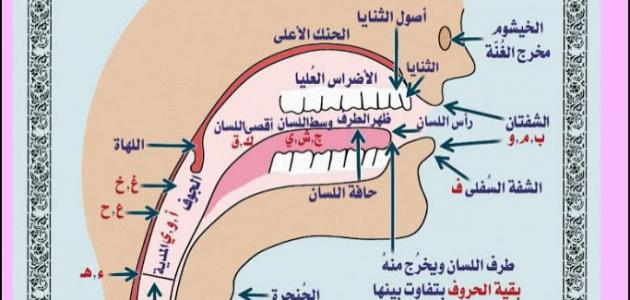 أصول الثنايا
الحنك الأعلى
الخيشوم
مخرج الغُنّة
الثنايا
الأضراس العُليا
الشفتان
ب,م,و
رأس اللسان
ظهر الطرف
وسط اللسان
أقصى اللسان
ج,ش,ي
ك,ق
اللهاة
غ,خ
ع,ح
ء,هـ
الجوف
أ,و,ي المدية
الشفة السُفلى ف
حافة اللسان
طرف اللسان ويخرُج منهُ
بقية الحروف بتفاوت بينها
الحُنجرة